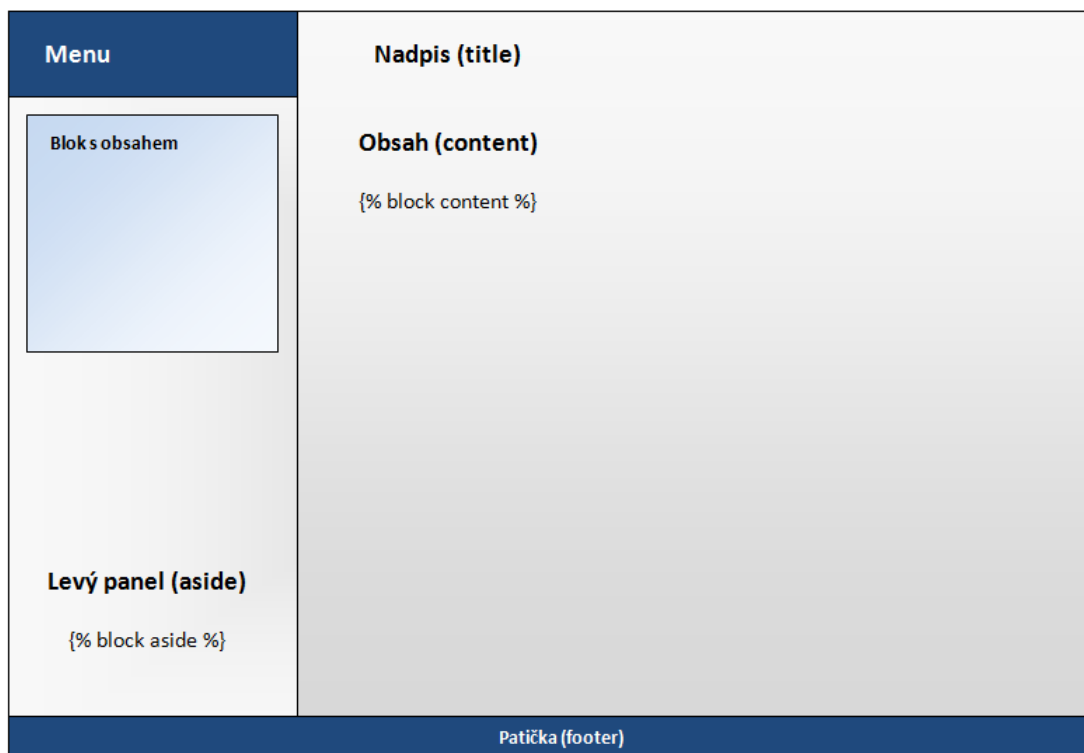 Menu
Nadpis (title)
Blok s obsahem
Obsah (content)
{% block content %}
Levý panel (aside)
{% block aside %}
Patička (footer)